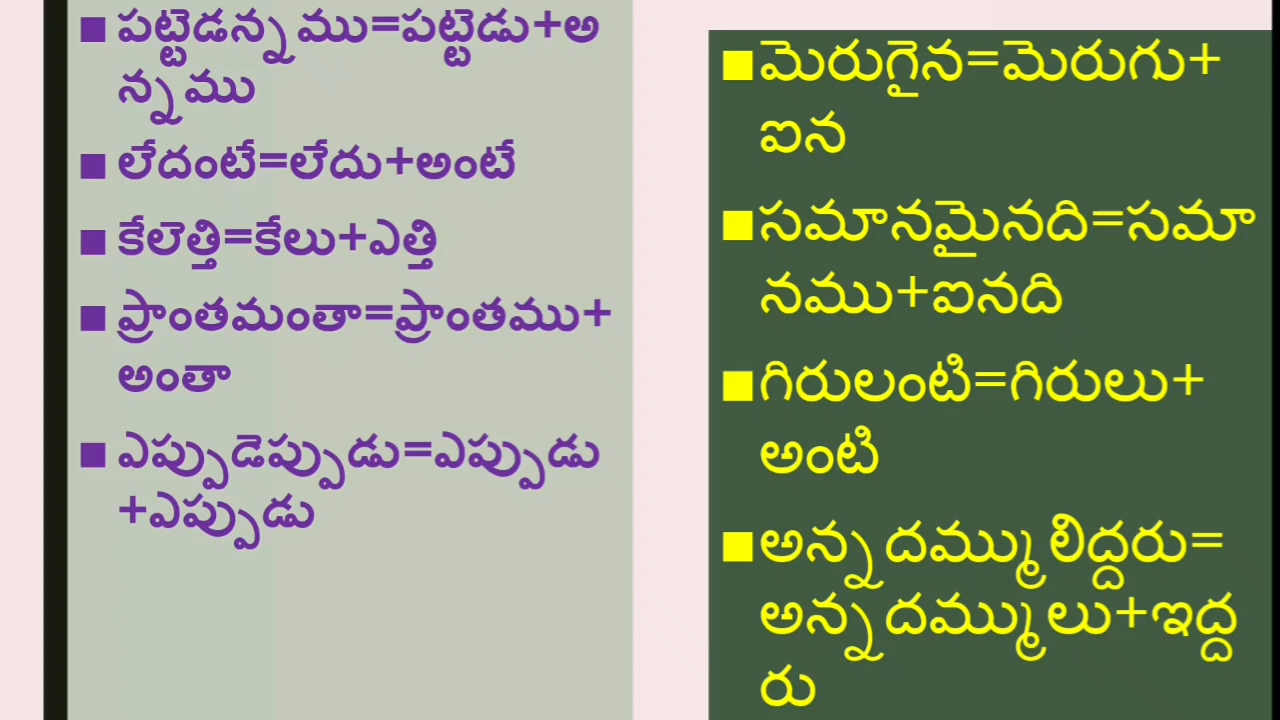 పట్టెడన్నము=పట్టెడు+అ
న్నము
లేదంటే=లేదు+అంటే
కేలెత్తి=కేలు+ఎత్తి
ప్రాంతమంతా=ప్రాంతము+
అంతా
ఎప్పుడెప్పుడు=ఎప్పుడు
+ఎప్పుడు
మెరుగైన=మెరుగు+
ఐన
సమానమైనది=సమా
నము+ఐనది
గిరులంటి=గిరులు+
అంటి
అన్నదమ్ములిద్దరు=
అన్నదమ్ములు+ఇద్ద
రు